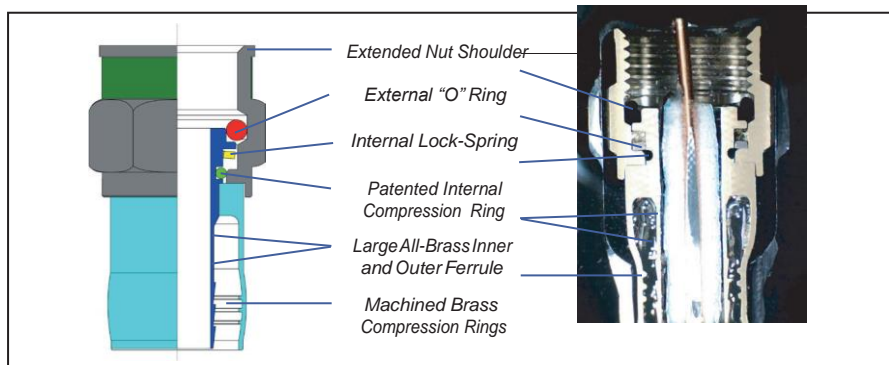 Extended Nut Shoulder
External “O” Ring
Internal Lock-Spring
Patented Internal
Compression Ring
Large All-Brass Inner
and Outer Ferrule
Machined Brass
Compression Rings